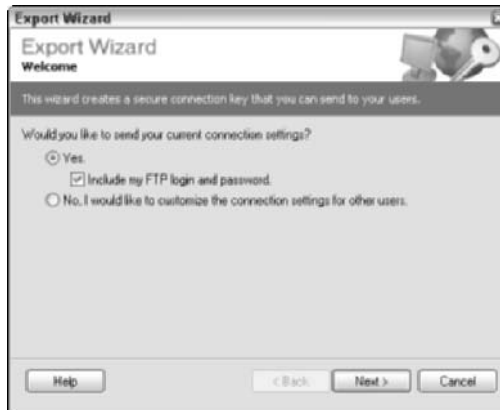 Export Wizard
Export Wizard
Welcome
This wizard creates a secure connection key that you can send to your users.
Would you like to send your current connection settings?
Yes.
Include my FTP login and password.
No, I would like to customize the connection settings for other users.
Help
< Back
Next >
Cancel